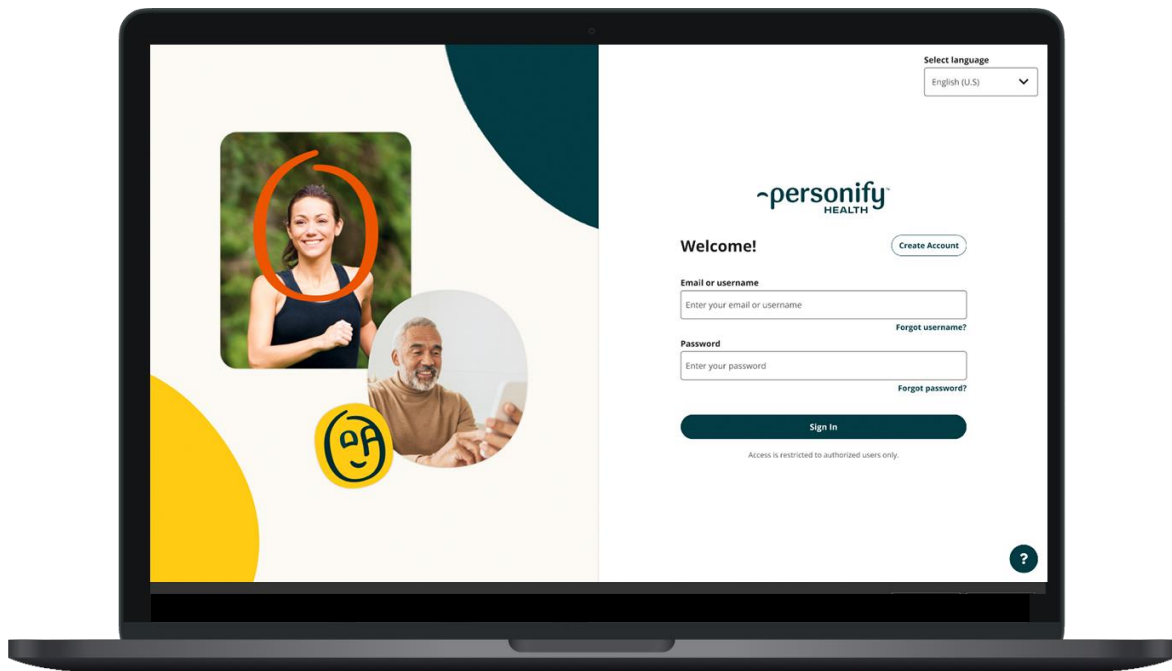 Select language
English (U.S)
~personify™
HEALTH
Welcome!
Create Account
Email or username
Enter your email or username
Forgot username?
Password
Enter your password
Forgot password?
Sign In
Access is restricted to authorized users only.
?